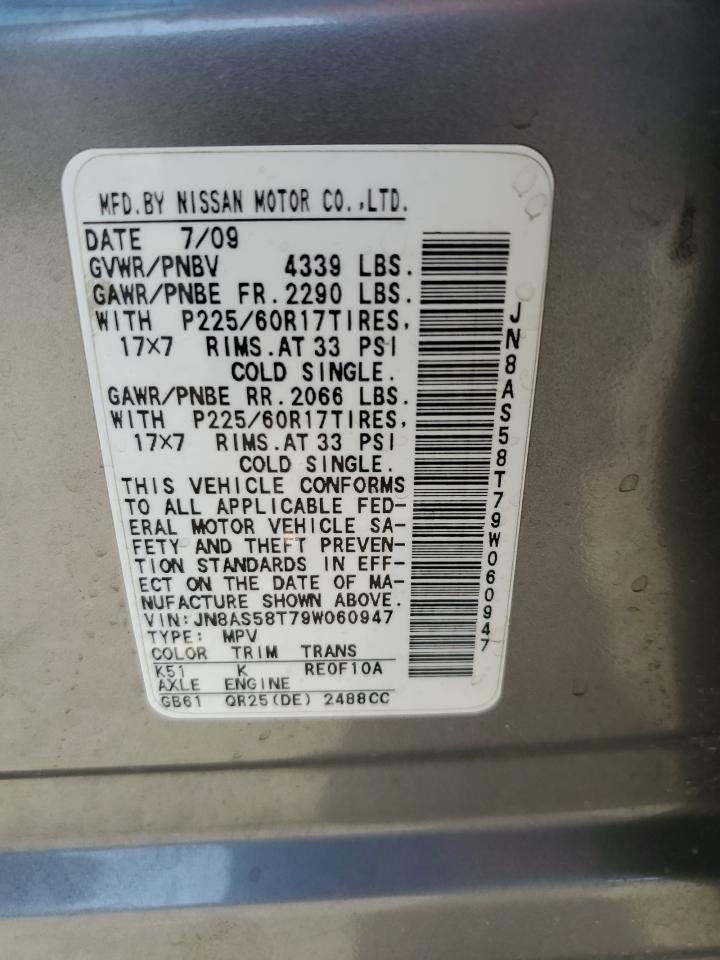 MFD.BY NISSAN MOTOR CO.,LTD.
DATE 7/09
GVWR/PNBV 4339 LBS.
GAWR/PNBE FR.2290 LBS.
WITH P225/60R17TIRES,
17×7 RIMS.AT 33 PSI
COLD SINGLE.
GAWR/PNBE RR.2066 LBS.
WITH P225/60R17TIRES,
17×7 RIMS.AT 33 PSI
COLD SINGLE.
THIS VEHICLE CONFORMS
TO ALL APPLICABLE FED-
ERAL MOTOR VEHICLE SA-
FETY AND THEFT PREVEN-
TION STANDARDS IN EFF-
ECT ON THE DATE OF MA-
NUFACTURE SHOWN ABOVE.
VIN:JN8AS58T79W060947
TYPE: MPV
COLOR TRIM TRANS
K51 K RE0F10A
AXLE ENGINE
GB61 QR25(DE) 2488CC
JN8AS58T79W060947